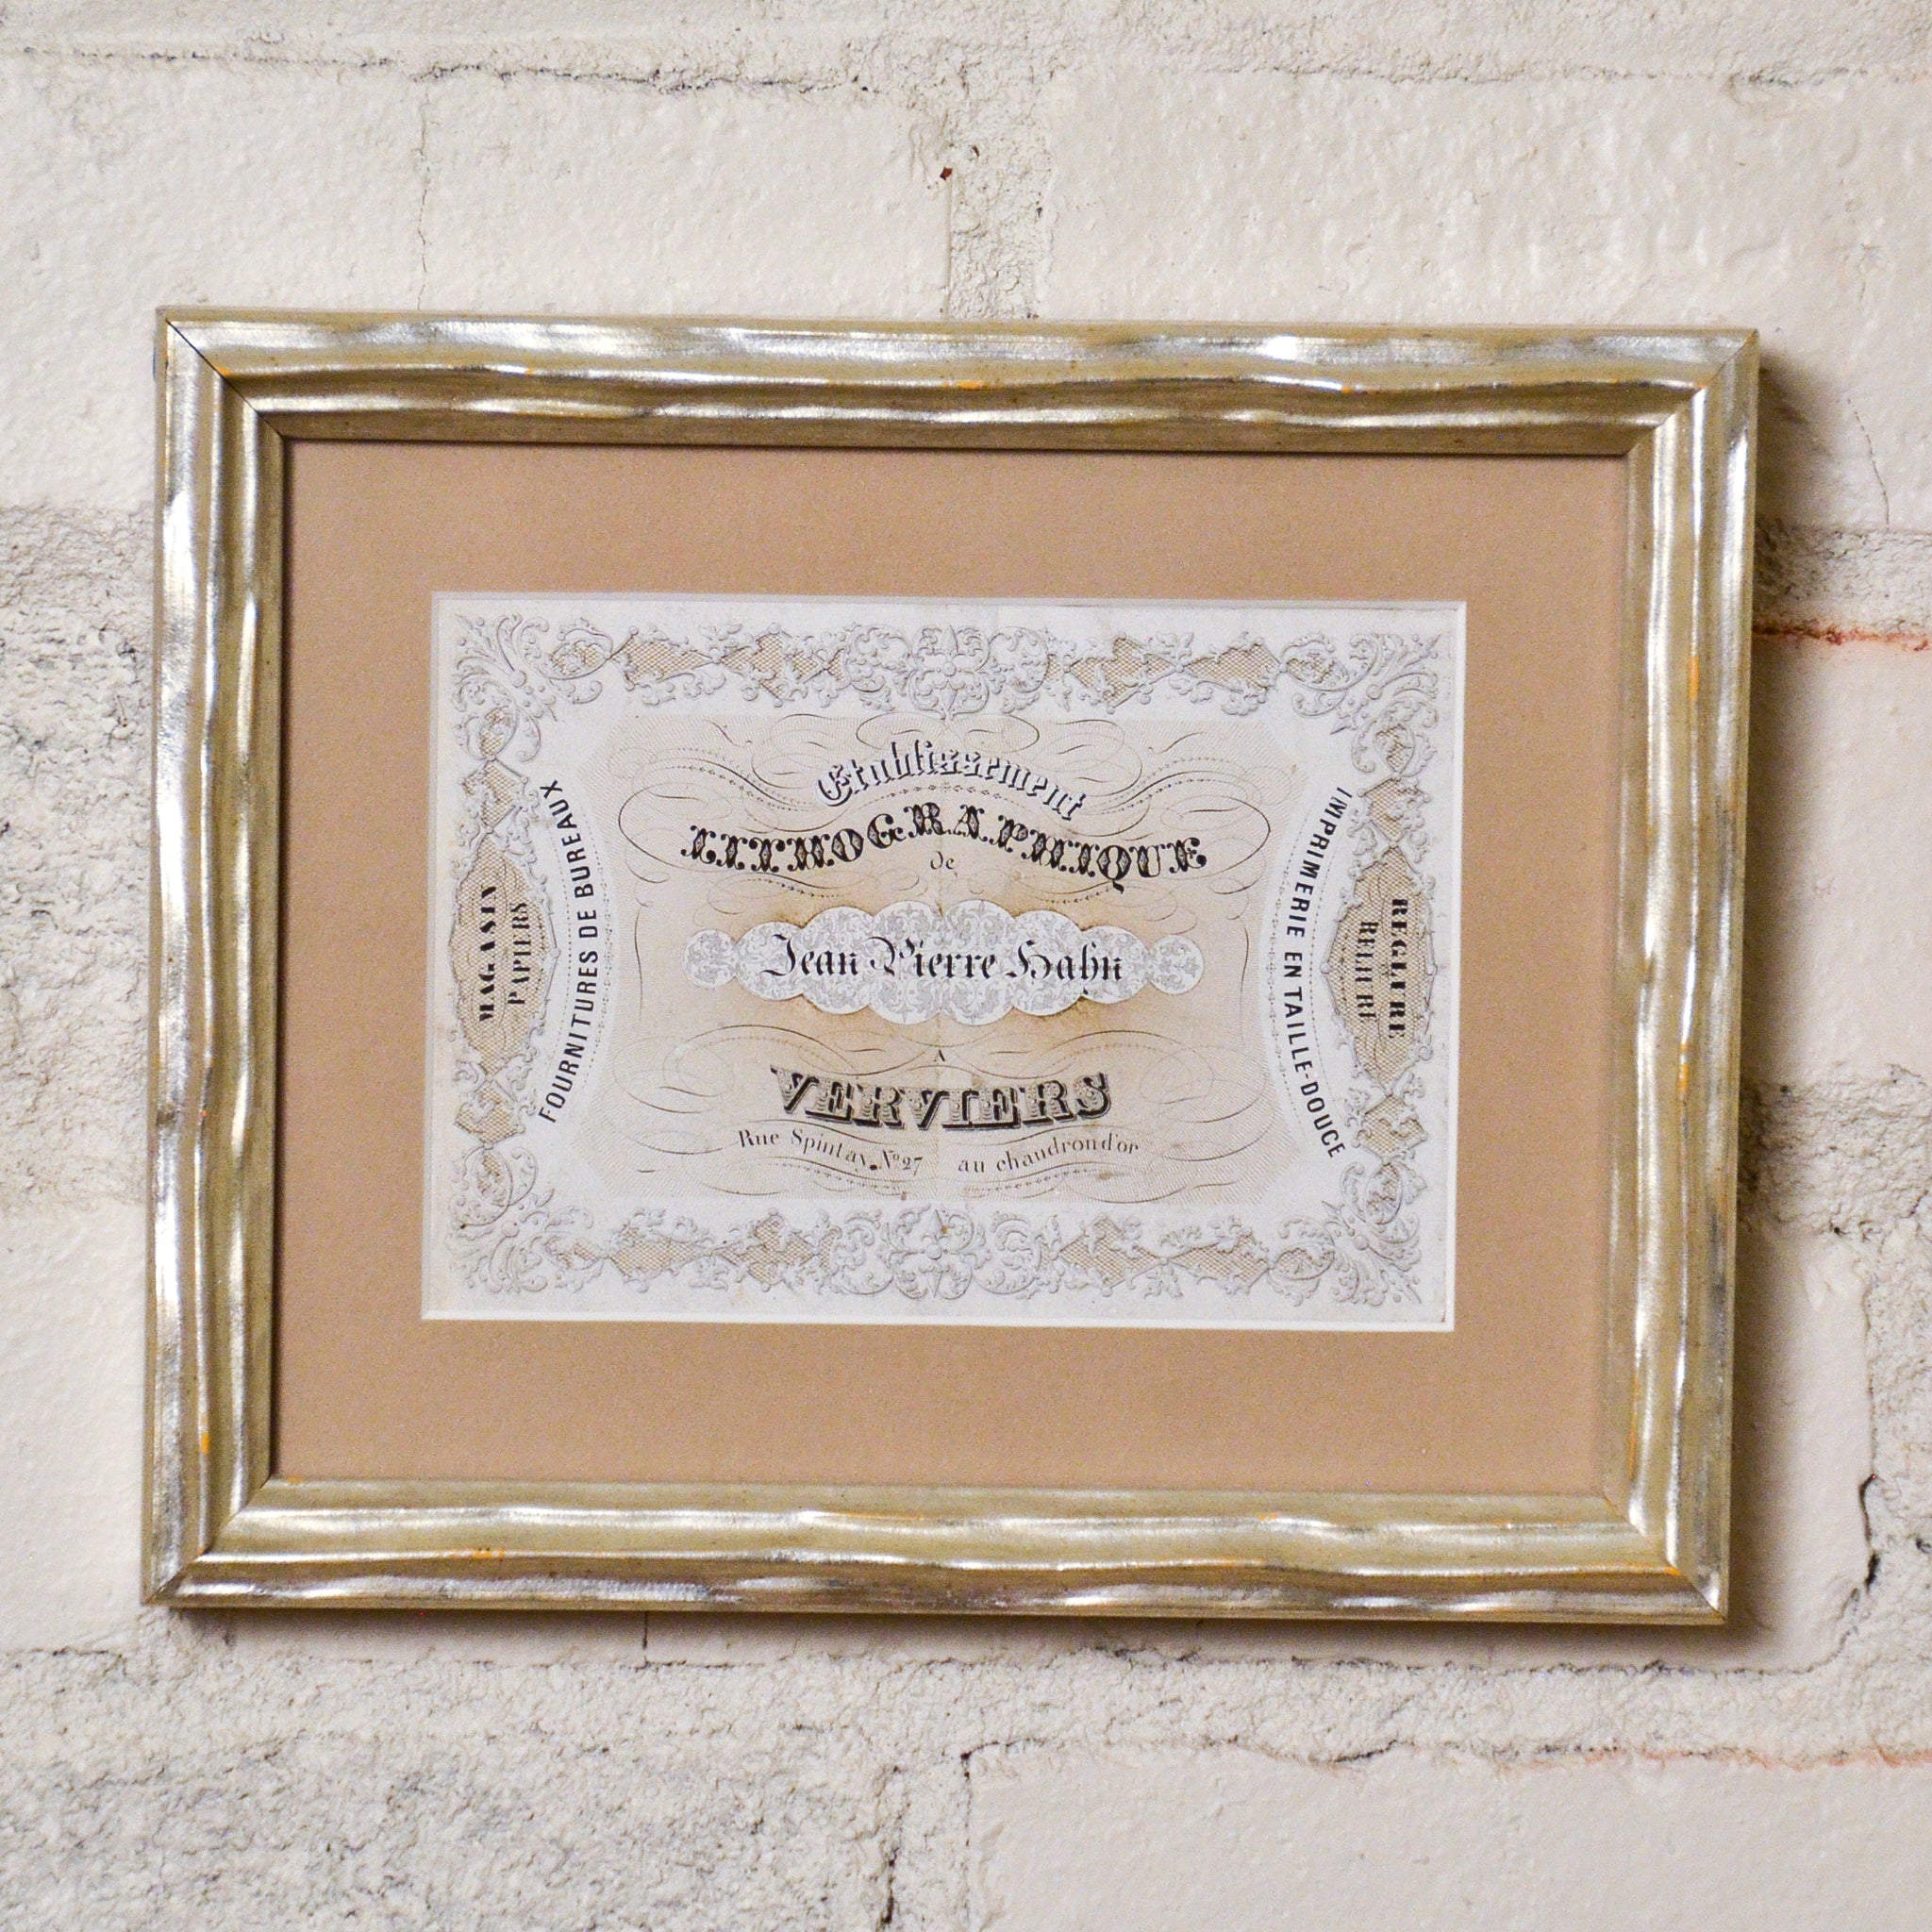 Etablissement
LITHOGRAPHIQUE
de
Jean Pierre Hahn
A
VERVIERS
Rue Spintay, No 27 au chaudron d'or
MAGASIN
PAPIERS
FOURNITURES DE BUREAUX
IMPRIMERIE EN TAILLE-DOUCE
REGLURE
RELIURE